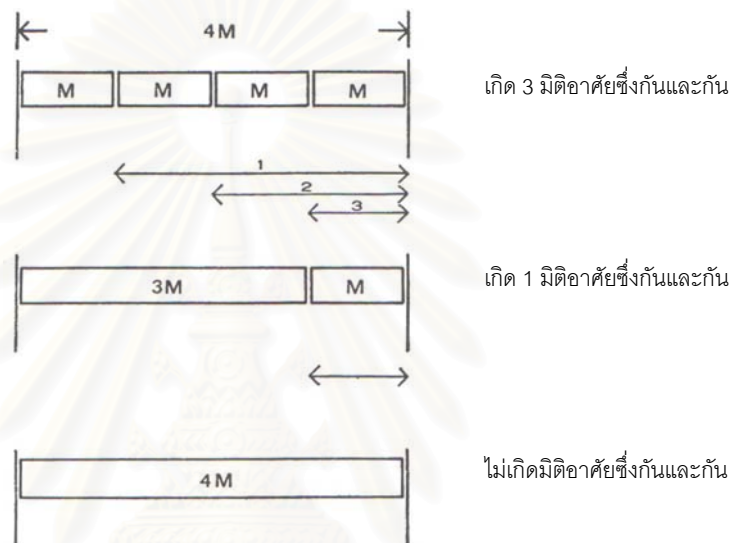 4M
M M M M เกิด 3 มิติอาศัยซึ่งกันและกัน
1
2
3
3M M เกิด 1 มิติอาศัยซึ่งกันและกัน
4M ไม่เกิดมิติอาศัยซึ่งกันและกัน